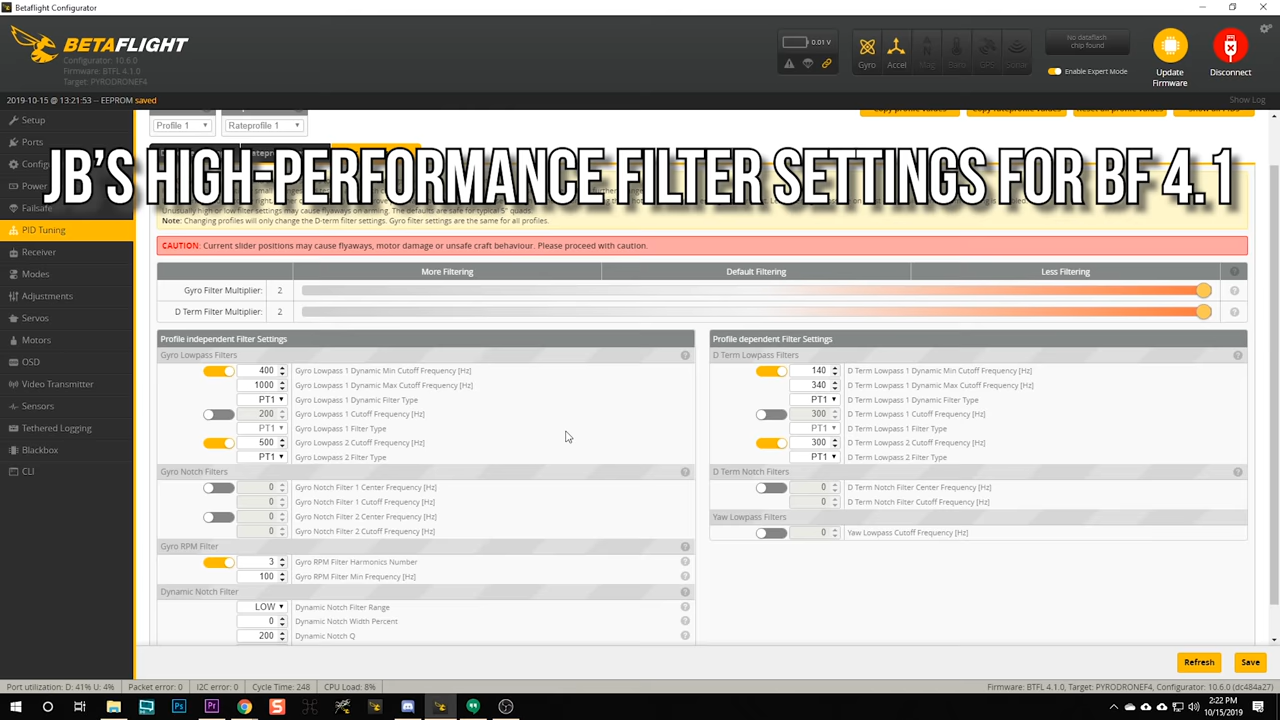 Betaflight Configurator
BETAFLIGHT
Configurator: 10.6.0
Firmware: BTFL 4.1.0
Target: PYRODRONEF4
0.01 V
Gyro Accel Mag Baro GPS Sonar
No dataflash chip found
Enable Expert Mode
Update Firmware
Disconnect
2019-10-15 @ 13:21:53 -- EEPROM saved
Show Log
Setup
Ports
Power
Failsafe
PID Tuning
Receiver
Modes
Adjustments
Servos
Motors
OSD
Video Transmitter
Sensors
Tethered Logging
Blackbox
CLI
Profile 1
Rateprofile 1
JB'S HIGH-PERFORMANCE FILTER SETTINGS FOR BF 4.1
Unusually high or low filter settings may cause flyaways on arming. The defaults are safe for typical 5" quads.
Note: Changing profiles will only change the D-term filter settings. Gyro filter settings are the same for all profiles.
CAUTION: Current slider positions may cause flyaways, motor damage or unsafe craft behaviour. Please proceed with caution.
More Filtering Default Filtering Less Filtering
Gyro Filter Multiplier: 2
D Term Filter Multiplier: 2
Profile independent Filter Settings
Gyro Lowpass Filters
400 Gyro Lowpass 1 Dynamic Min Cutoff Frequency [Hz]
1000 Gyro Lowpass 1 Dynamic Max Cutoff Frequency [Hz]
PT1 Gyro Lowpass 1 Dynamic Filter Type
200 Gyro Lowpass 1 Cutoff Frequency [Hz]
PT1 Gyro Lowpass 1 Filter Type
500 Gyro Lowpass 2 Cutoff Frequency [Hz]
PT1 Gyro Lowpass 2 Filter Type
Gyro Notch Filters
0 Gyro Notch Filter 1 Center Frequency [Hz]
0 Gyro Notch Filter 1 Cutoff Frequency [Hz]
0 Gyro Notch Filter 2 Center Frequency [Hz]
0 Gyro Notch Filter 2 Cutoff Frequency [Hz]
Gyro RPM Filter
3 Gyro RPM Filter Harmonics Number
100 Gyro RPM Filter Min Frequency [Hz]
Dynamic Notch Filter
LOW Dynamic Notch Filter Range
0 Dynamic Notch Width Percent
200 Dynamic Notch Q
Profile dependent Filter Settings
D Term Lowpass Filters
140 D Term Lowpass 1 Dynamic Min Cutoff Frequency [Hz]
340 D Term Lowpass 1 Dynamic Max Cutoff Frequency [Hz]
PT1 D Term Lowpass 1 Dynamic Filter Type
300 D Term Lowpass 1 Cutoff Frequency [Hz]
PT1 D Term Lowpass 1 Filter Type
300 D Term Lowpass 2 Cutoff Frequency [Hz]
PT1 D Term Lowpass 2 Filter Type
D Term Notch Filters
0 D Term Notch Filter Center Frequency [Hz]
0 D Term Notch Filter Cutoff Frequency [Hz]
Yaw Lowpass Filters
0 Yaw Lowpass Cutoff Frequency [Hz]
Refresh
Save
Port utilization: D: 41% U: 4% Packet error: 0 I2C error: 0 Cycle Time: 248 CPU Load: 8% Firmware: BTFL 4.1.0, Target: PYRODRONEF4, Configurator: 10.6.0 (dc484a27)
2:22 PM
10/15/2019